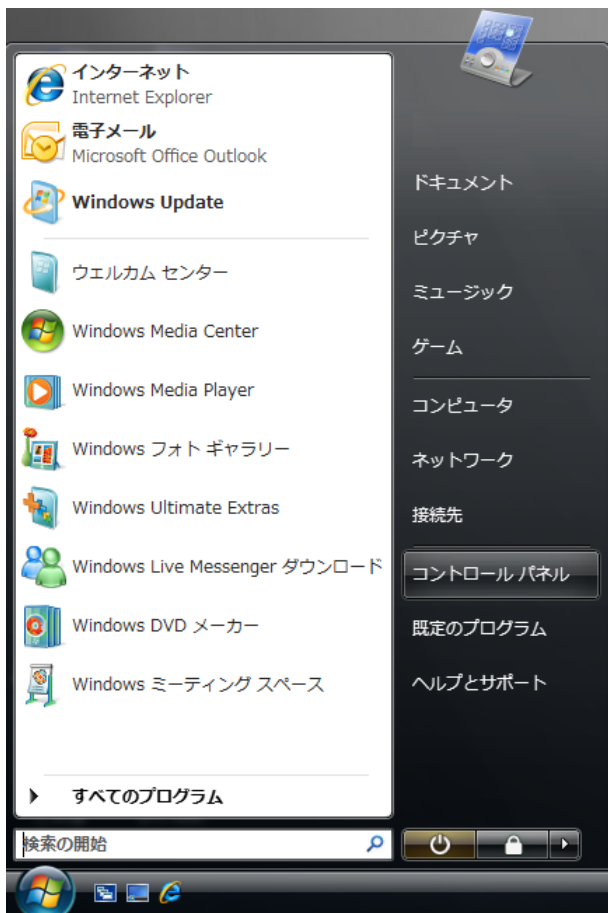 インターネット
Internet Explorer
電子メール
Microsoft Office Outlook
Windows Update
ウェルカム センター
Windows Media Center
Windows Media Player
Windows フォト ギャラリー
Windows Ultimate Extras
Windows Live Messenger ダウンロード
Windows DVD メーカー
Windows ミーティング スペース
すべてのプログラム
検索の開始
ドキュメント
ピクチャ
ミュージック
ゲーム
コンピュータ
ネットワーク
接続先
コントロール パネル
既定のプログラム
ヘルプとサポート